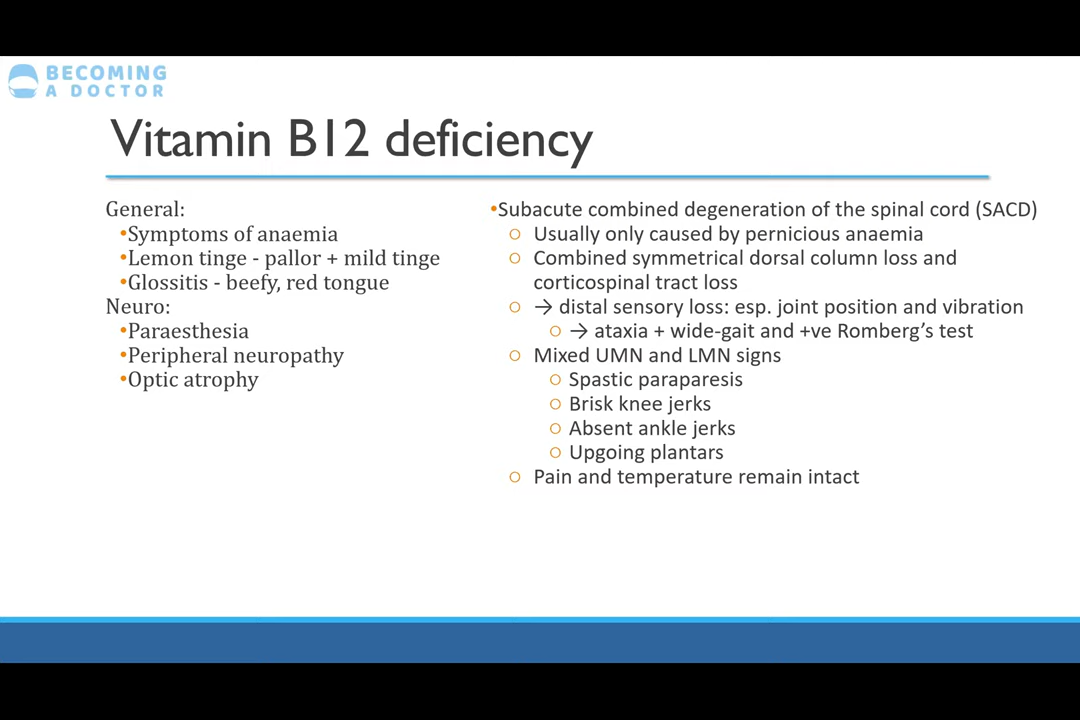 BECOMING
A DOCTOR
Vitamin B12 deficiency
General:
•Symptoms of anaemia
•Lemon tinge - pallor + mild tinge
•Glossitis - beefy, red tongue
Neuro:
•Paraesthesia
•Peripheral neuropathy
•Optic atrophy
•Subacute combined degeneration of the spinal cord (SACD)
○ Usually only caused by pernicious anaemia
○ Combined symmetrical dorsal column loss and
corticospinal tract loss
○ → distal sensory loss: esp. joint position and vibration
○ → ataxia + wide-gait and +ve Romberg’s test
○ Mixed UMN and LMN signs
○ Spastic paraparesis
○ Brisk knee jerks
○ Absent ankle jerks
○ Upgoing plantars
○ Pain and temperature remain intact